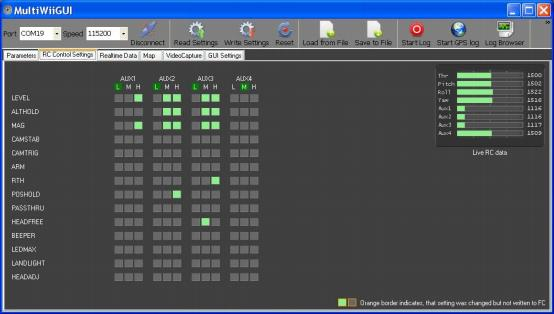 MultiWiiGUI
Port COM19 Speed 115200 Disconnect Read Settings Write Settings Reset Load from File Save to File Start Log Start GPS log Log Browser
Parameters RC Control Settings Realtime Data Map VideoCapture GUI Settings
AUX1 AUX2 AUX3 AUX4
L M H L M H L M H L M H
LEVEL
ALTHOLD
MAG
CAMSTAB
CAMTRIG
ARM
RTH
POSHOLD
PASSTHRU
HEADFREE
BEEPER
LEDMAX
LANDLIGHT
HEADADJ
Thr 1500
Pitch 1502
Roll 1522
Yaw 1516
Aux1 1116
Aux2 1116
Aux3 1117
Aux4 1509
Live RC data
Orange border indicates, that setting was changed but not written to FC